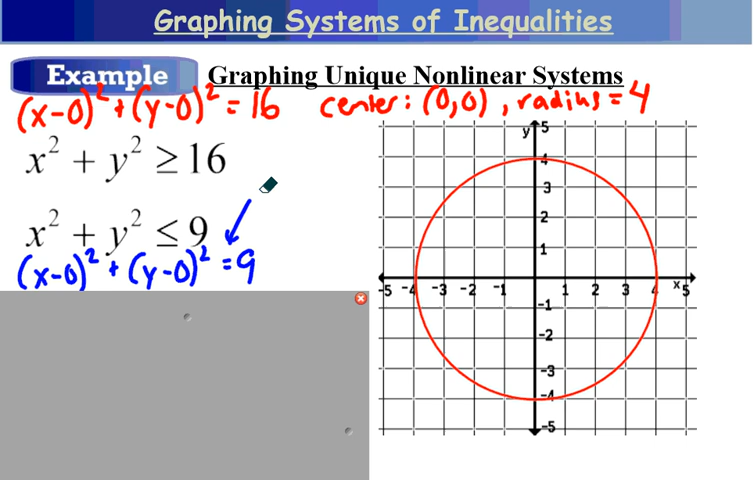 Graphing Systems of Inequalities
Example Graphing Unique Nonlinear Systems
(x-0)² + (y-0)² = 16 center: (0,0), radius = 4
x² + y² ≥ 16
x² + y² ≤ 9
(x-0)² + (y-0)² = 9
y 5
4
3
2
1
-5 -4 -3 -2 -1 1 2 3 4 x 5
-1
-2
-3
-4
-5